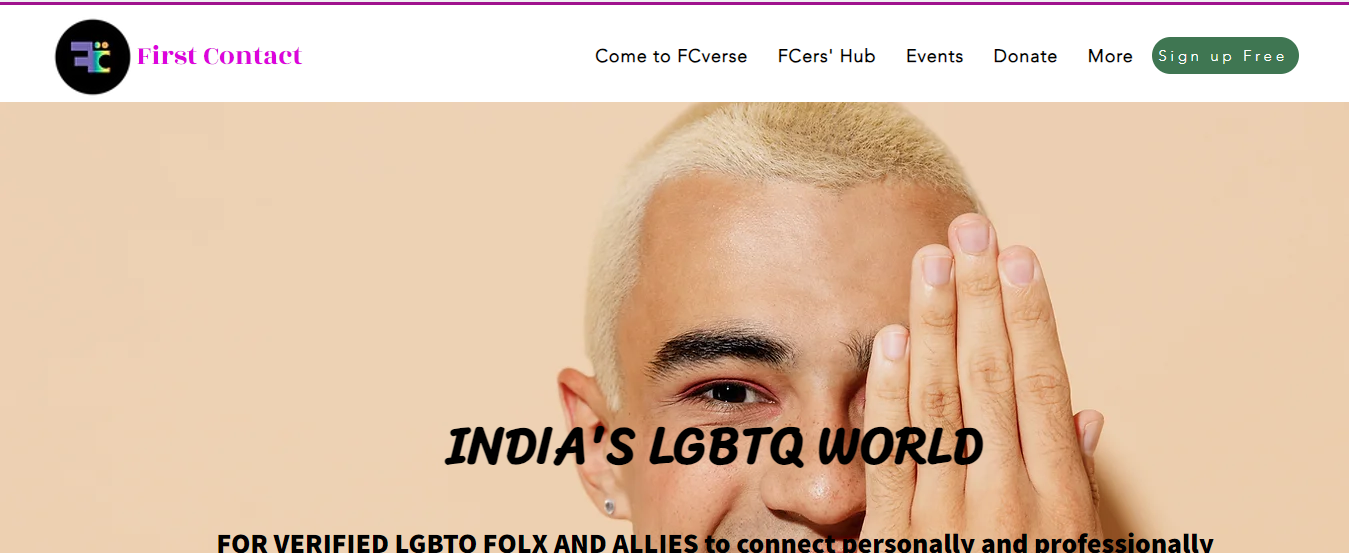 First Contact
Come to FCverse FCers' Hub Events Donate More Sign up Free
INDIA'S LGBTQ WORLD
FOR VERIFIED LGBTQ FOLX AND ALLIES to connect personally and professionally